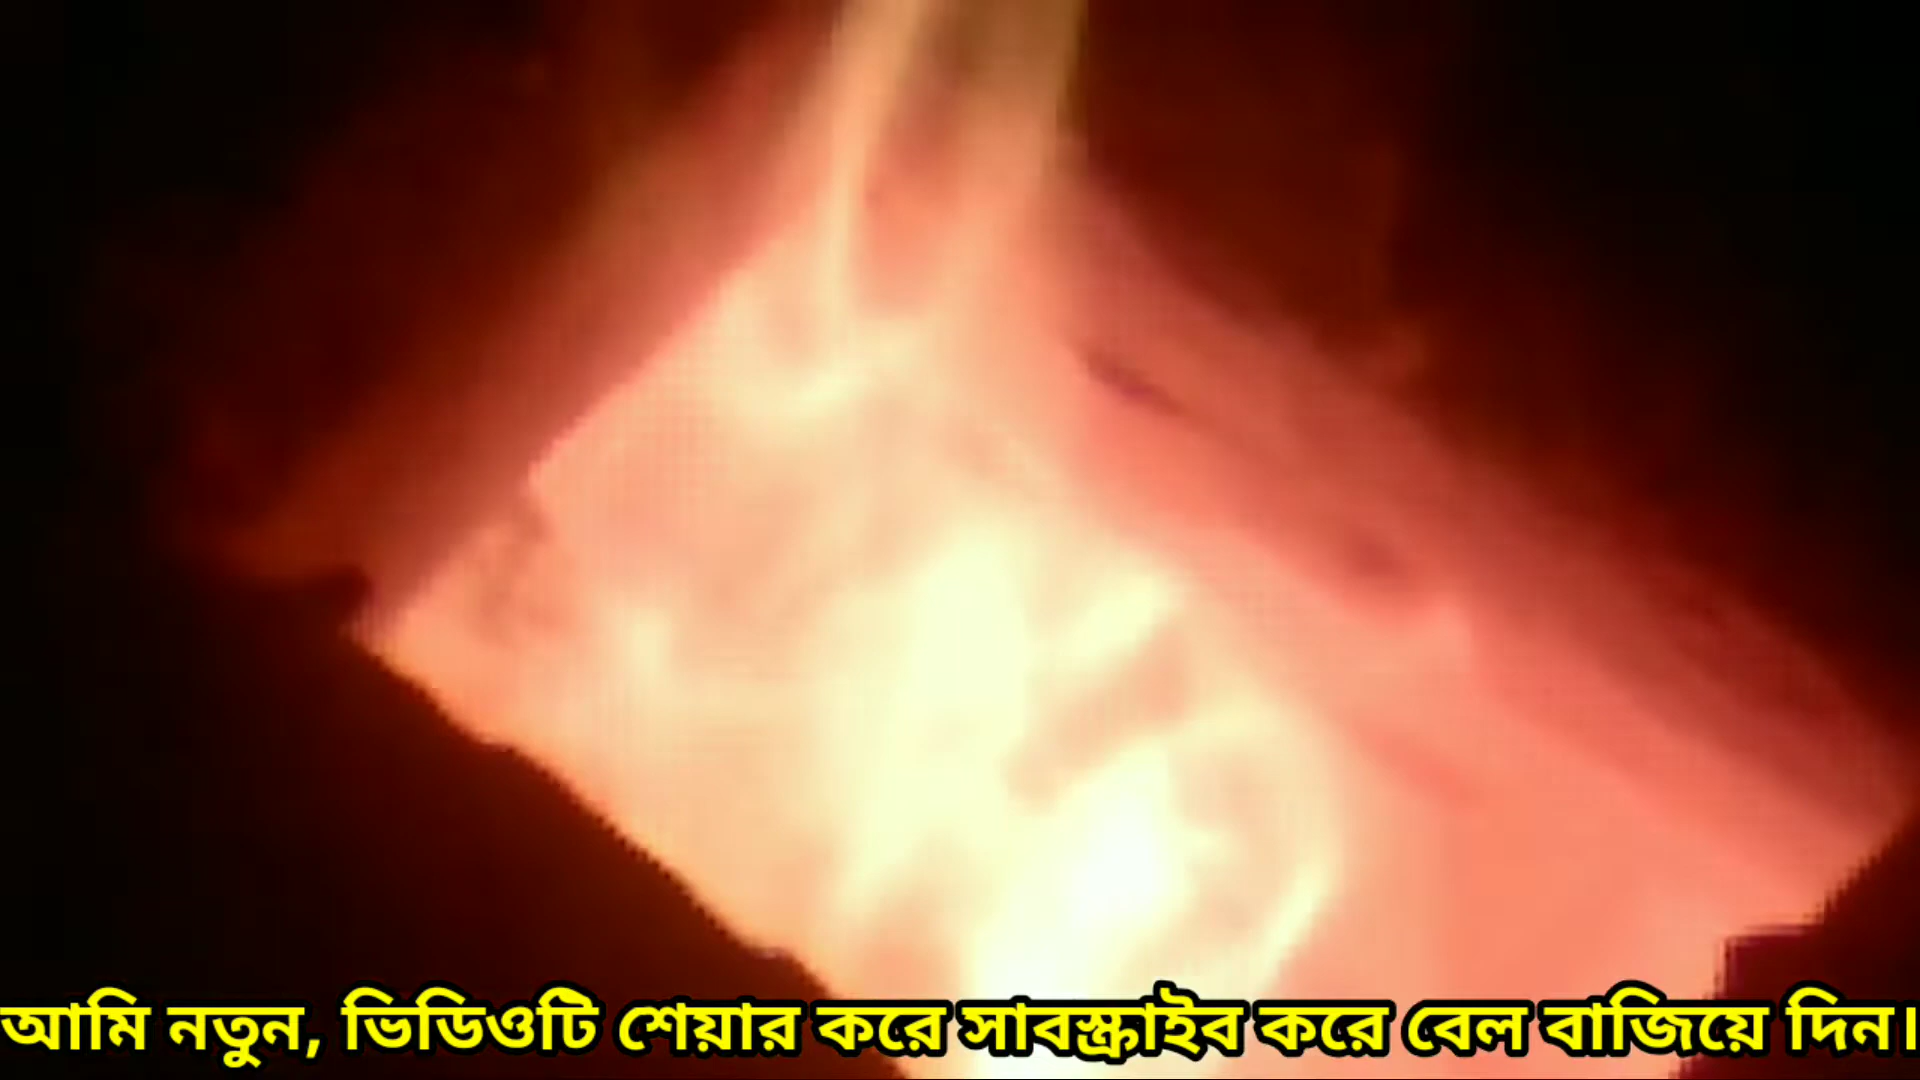 আমি নতুন, ভিডিওটি শেয়ার করে সাবস্ক্রাইব করে বেল বাজিয়ে দিন।